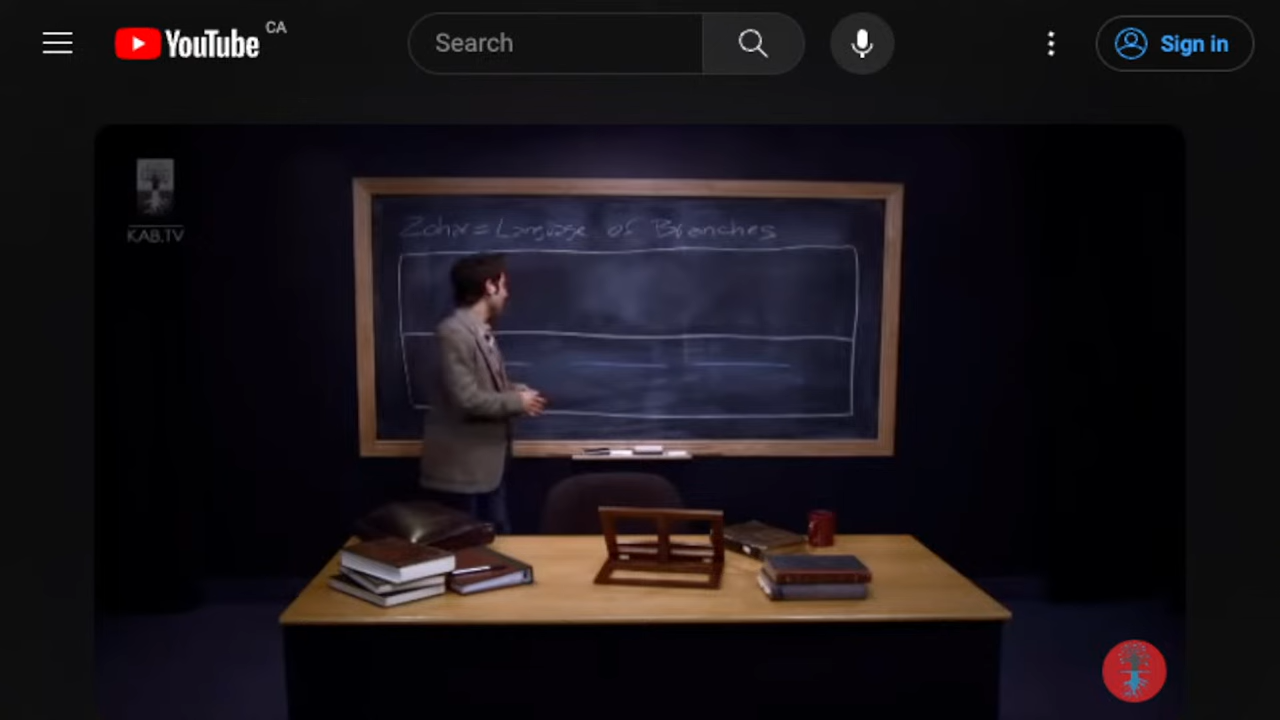 YouTube CA
Search
Sign in
KAB.TV
Zohar = Language of Branches